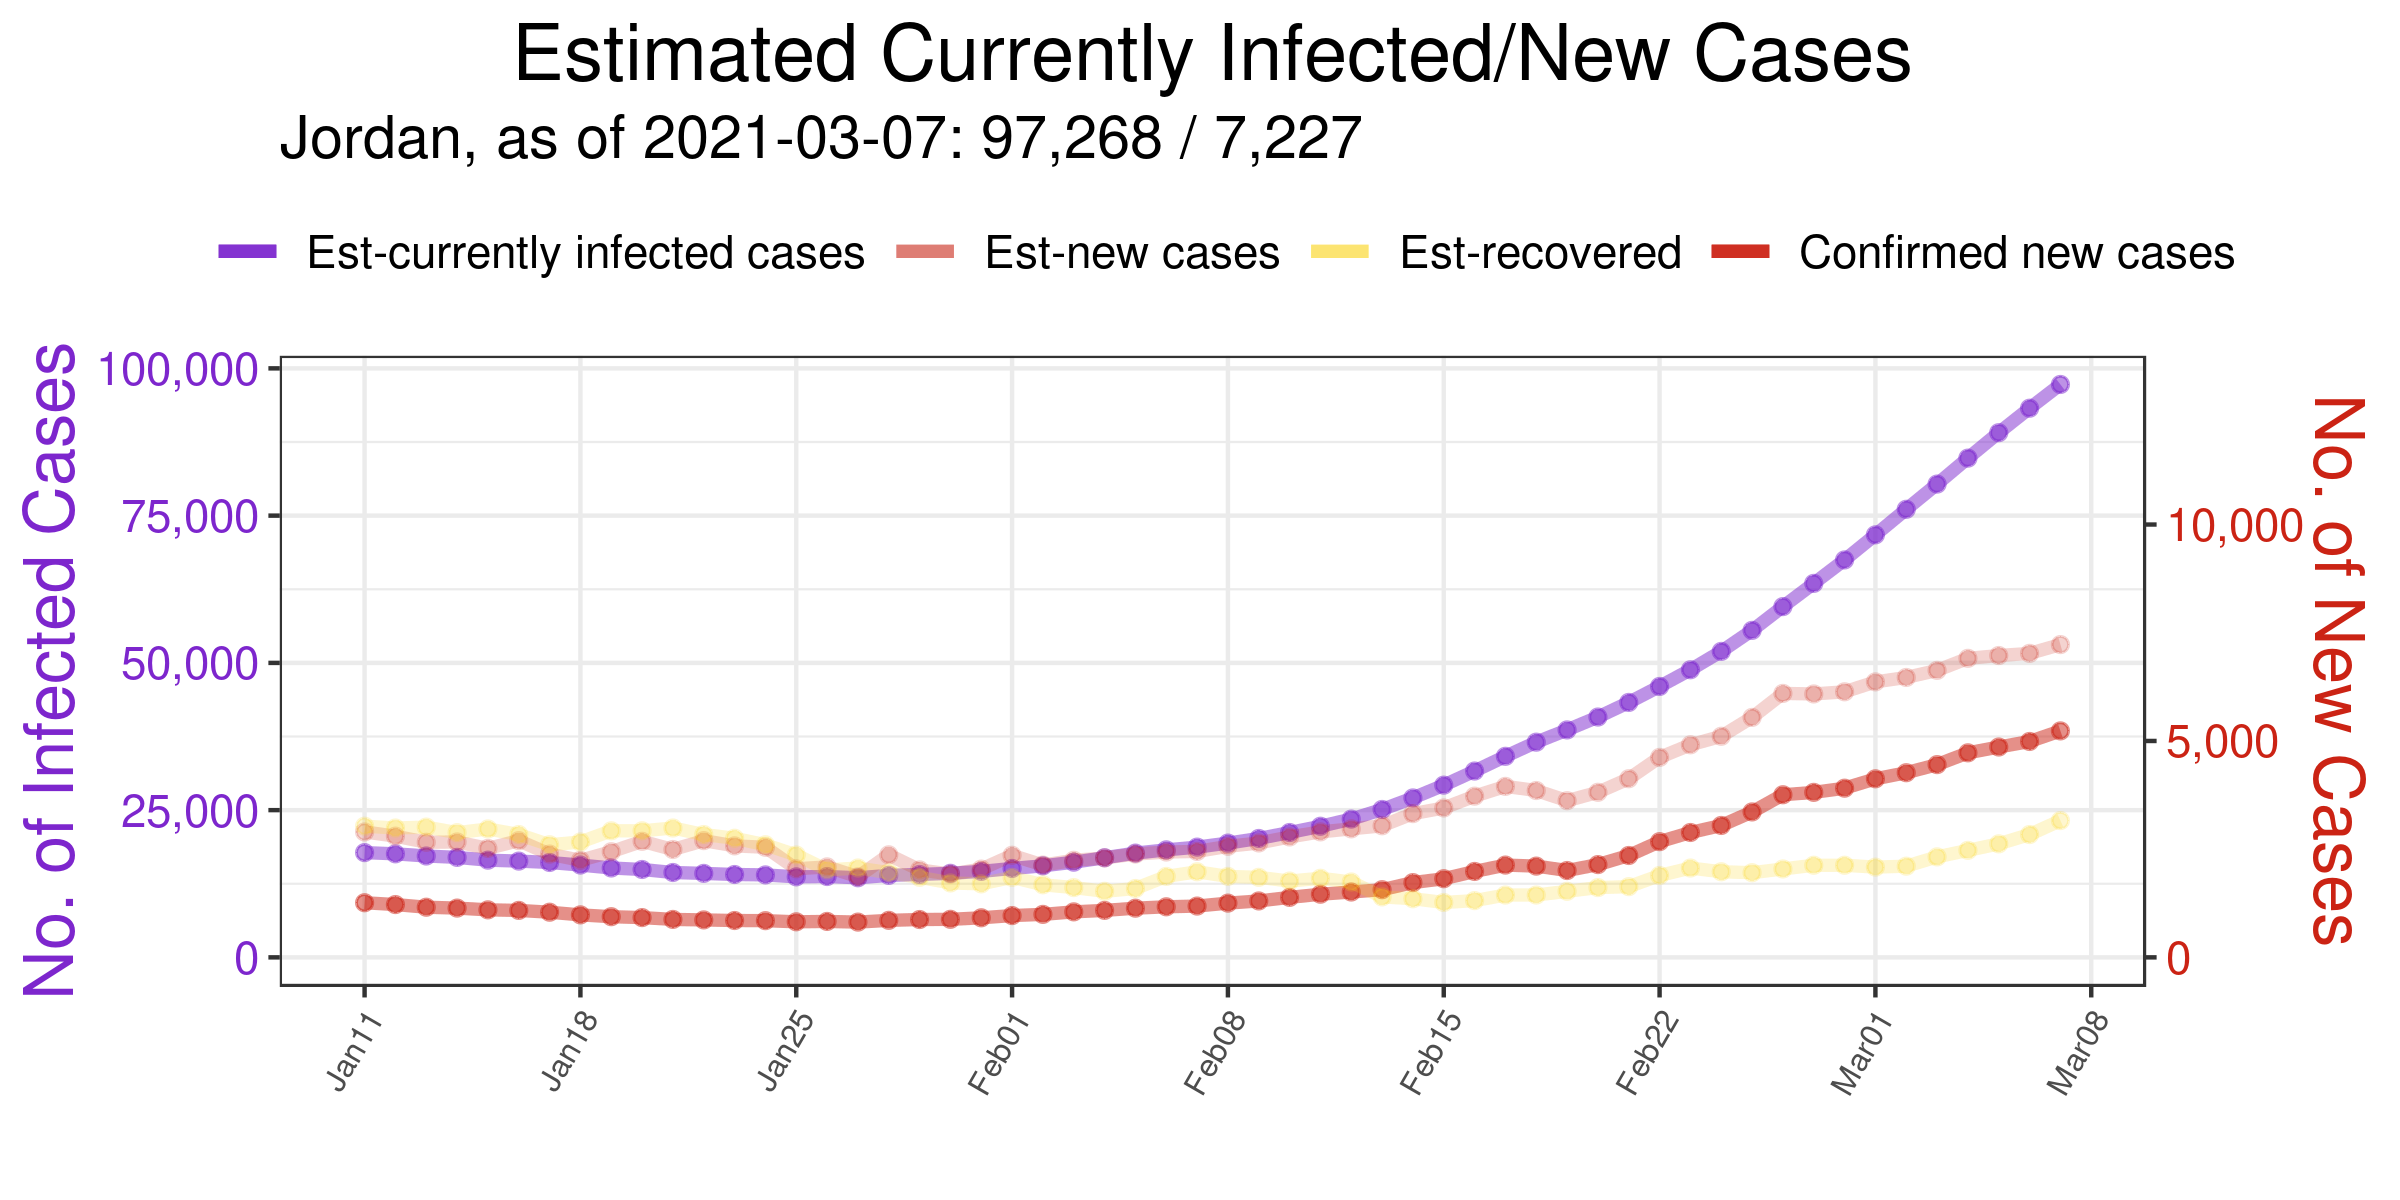 Estimated Currently Infected/New Cases
Jordan, as of 2021-03-07: 97,268 / 7,227
Est-currently infected cases Est-new cases Est-recovered Confirmed new cases
No. of Infected Cases
100,000
75,000
50,000
25,000
0
10,000
5,000
0
No. of New Cases
Jan11 Jan18 Jan25 Feb01 Feb08 Feb15 Feb22 Mar01 Mar08